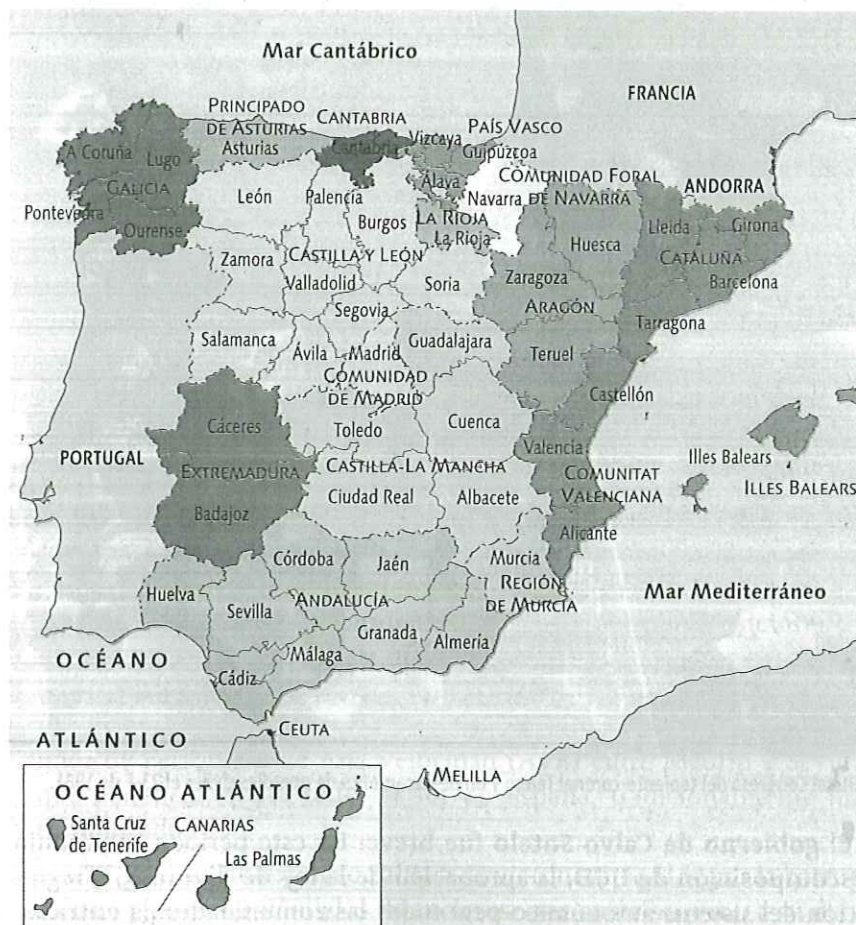 Mar Cantábrico
FRANCIA
PRINCIPADO
DE ASTURIAS
Asturias
CANTABRIA
Cantabria
Vizcaya
PAÍS VASCO
Guipúzcoa
Álava
A Coruña
Lugo
GALICIA
Pontevedra
Ourense
León
Palencia
Burgos
COMUNIDAD FORAL
DE NAVARRA
Navarra
ANDORRA
LA RIOJA
La Rioja
Huesca
Lleida
Girona
CATALUÑA
Barcelona
Tarragona
Zamora
CASTILLA Y LEÓN
Valladolid
Soria
Zaragoza
ARAGÓN
Segovia
Salamanca
Ávila
Madrid
Guadalajara
COMUNIDAD
DE MADRID
Teruel
Castellón
Cáceres
Toledo
Cuenca
Valencia
Illes Balears
ILLES BALEARS
PORTUGAL
EXTREMADURA
CASTILLA-LA MANCHA
COMUNITAT
VALENCIANA
Badajoz
Ciudad Real
Albacete
Alicante
Córdoba
Jaén
Murcia
REGIÓN
DE MURCIA
Mar Mediterráneo
Huelva
Sevilla
ANDALUCÍA
Granada
Almería
Málaga
Cádiz
OCÉANO
ATLÁNTICO
CEUTA
MELILLA
OCÉANO ATLÁNTICO
Santa Cruz
de Tenerife
CANARIAS
Las Palmas